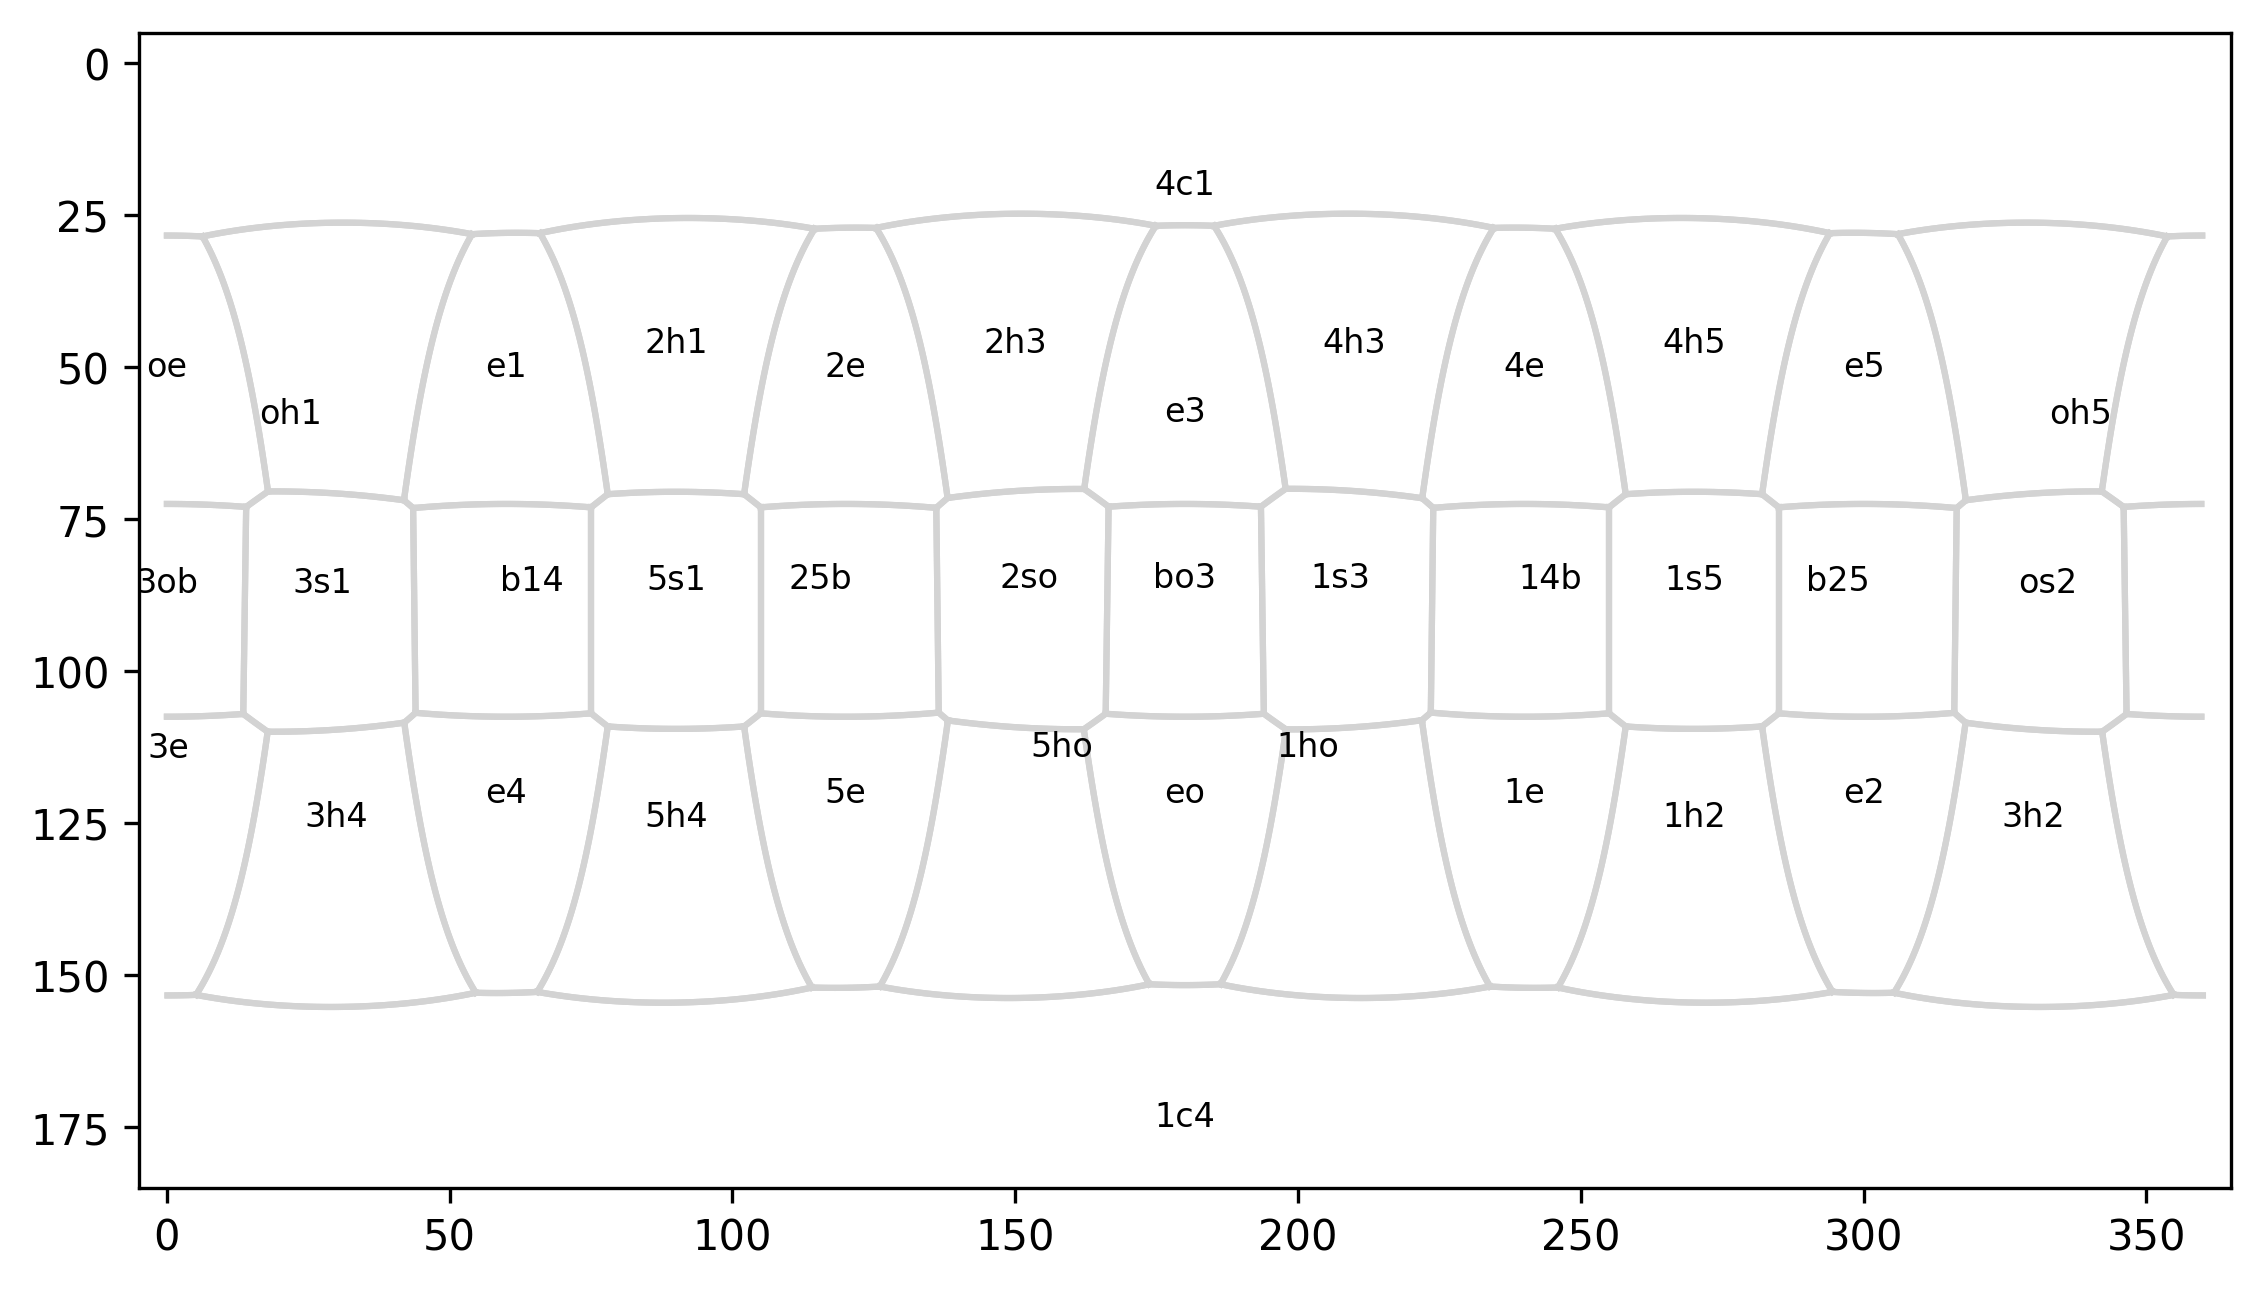 0
4c1
25
2h1 2h3 4h3 4h5
50 oe e1 2e 4e e5
oh1 e3 oh5
75
3ob 3s1 b14 5s1 25b 2so bo3 1s3 14b 1s5 b25 os2
100
3e 5ho 1ho
e4 5e eo 1e e2
125 3h4 5h4 1h2 3h2
150
175 1c4
0 50 100 150 200 250 300 350